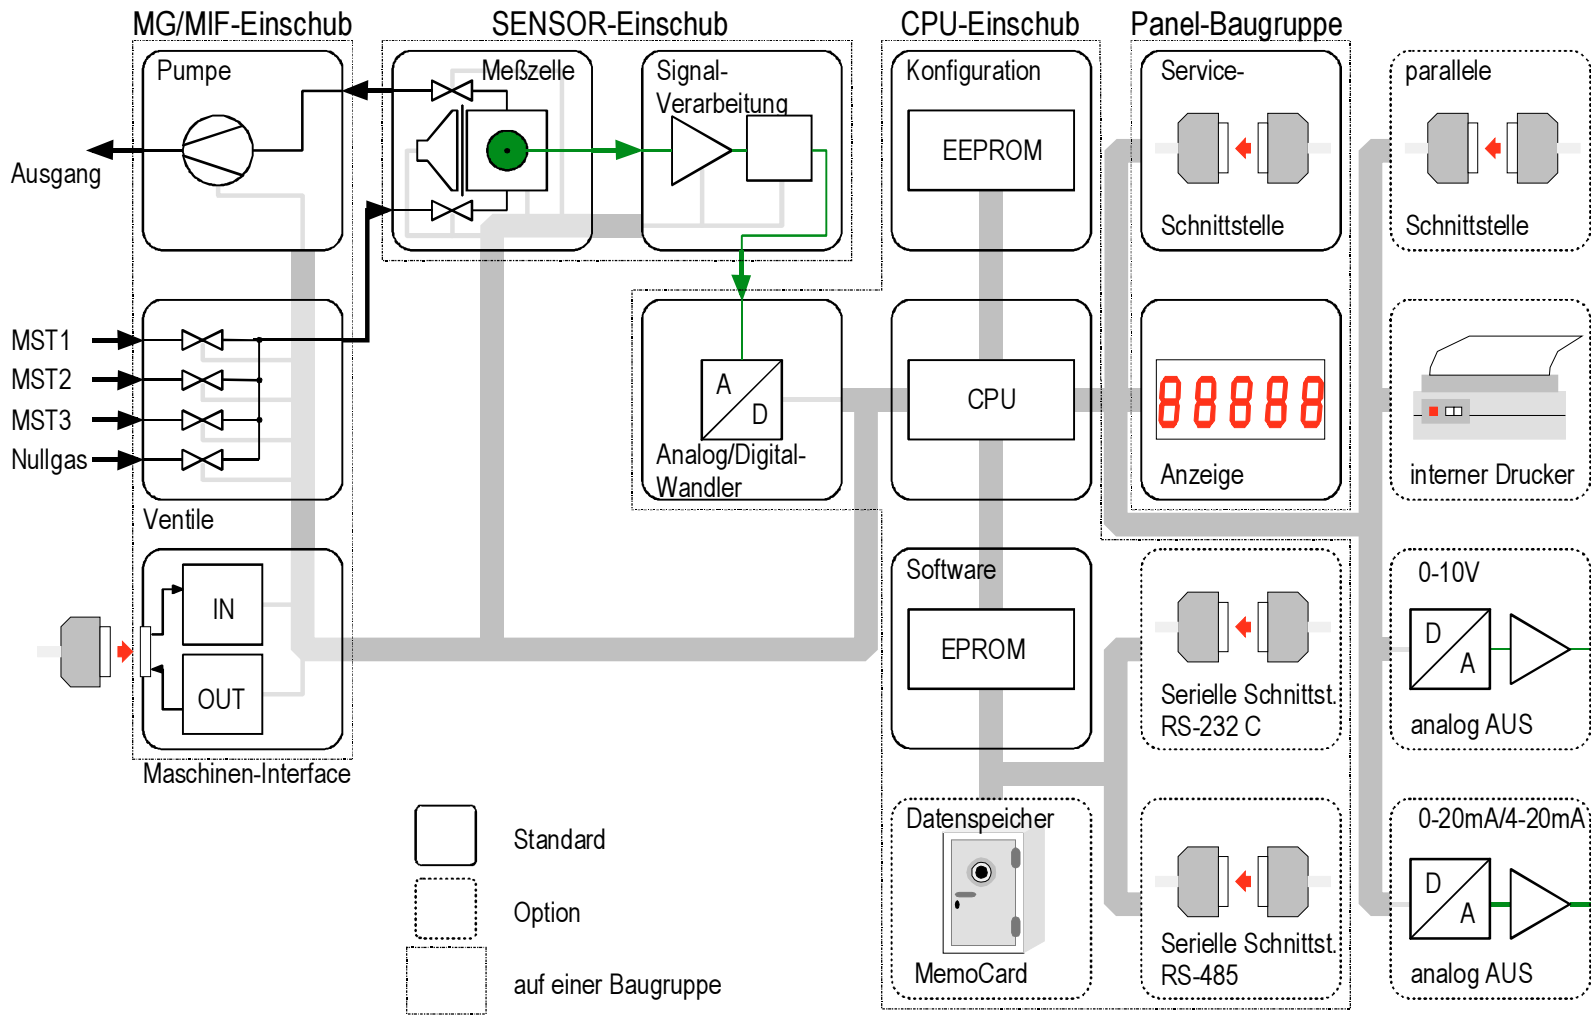 MG/MIF-Einschub
SENSOR-Einschub
CPU-Einschub
Panel-Baugruppe
Pumpe
Meßzelle
Signal-
Verarbeitung
Konfiguration
Service-
parallele
EEPROM
Ausgang
Schnittstelle
Schnittstelle
MST1
MST2
MST3
Nullgas
A
D
CPU
88888
Analog/Digital-
Wandler
Anzeige
interner Drucker
Ventile
Software
0-10V
IN
OUT
EPROM
D
A
Serielle Schnittst.
RS-232 C
analog AUS
Maschinen-Interface
Datenspeicher
0-20mA/4-20mA
Standard
D
A
Option
Serielle Schnittst.
RS-485
MemoCard
analog AUS
auf einer Baugruppe